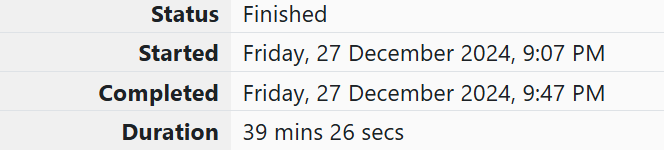 Status Finished
Started Friday, 27 December 2024, 9:07 PM
Completed Friday, 27 December 2024, 9:47 PM
Duration 39 mins 26 secs